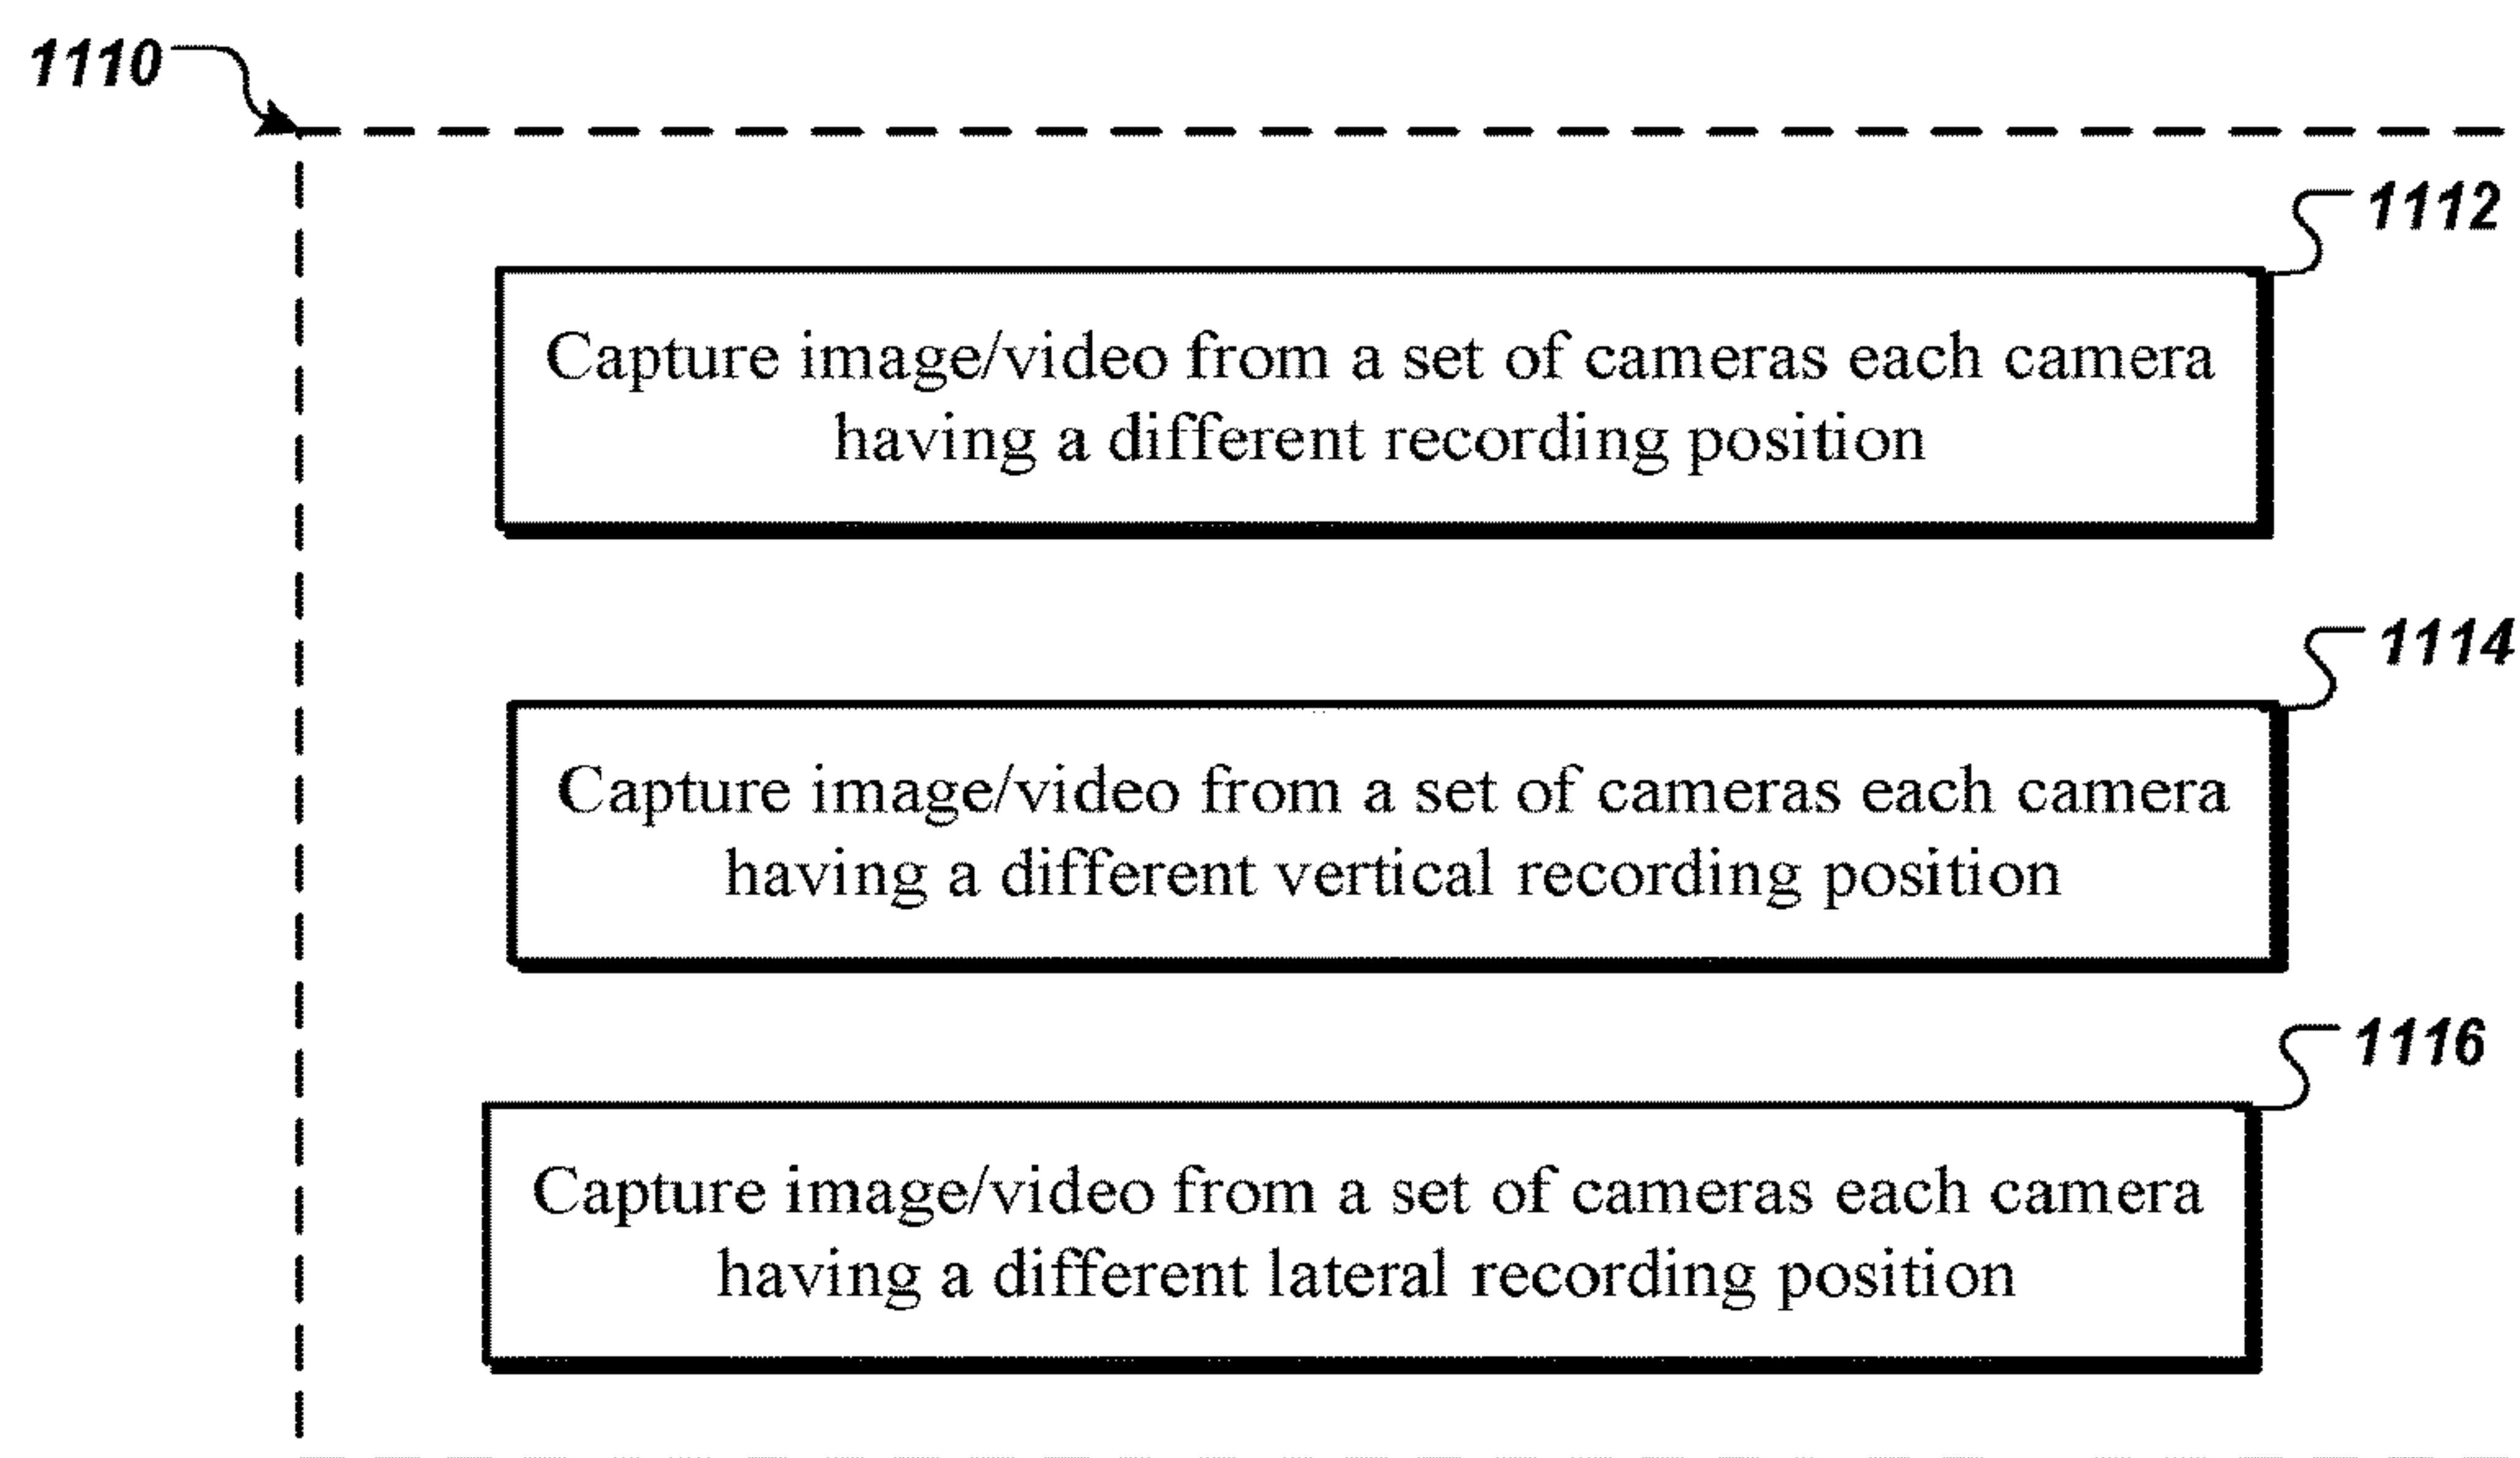 1110
1112
Capture image/video from a set of cameras each camera
having a different recording position
1114
Capture image/video from a set of cameras each camera
having a different vertical recording position
1116
Capture image/video from a set of cameras each camera
having a different lateral recording position